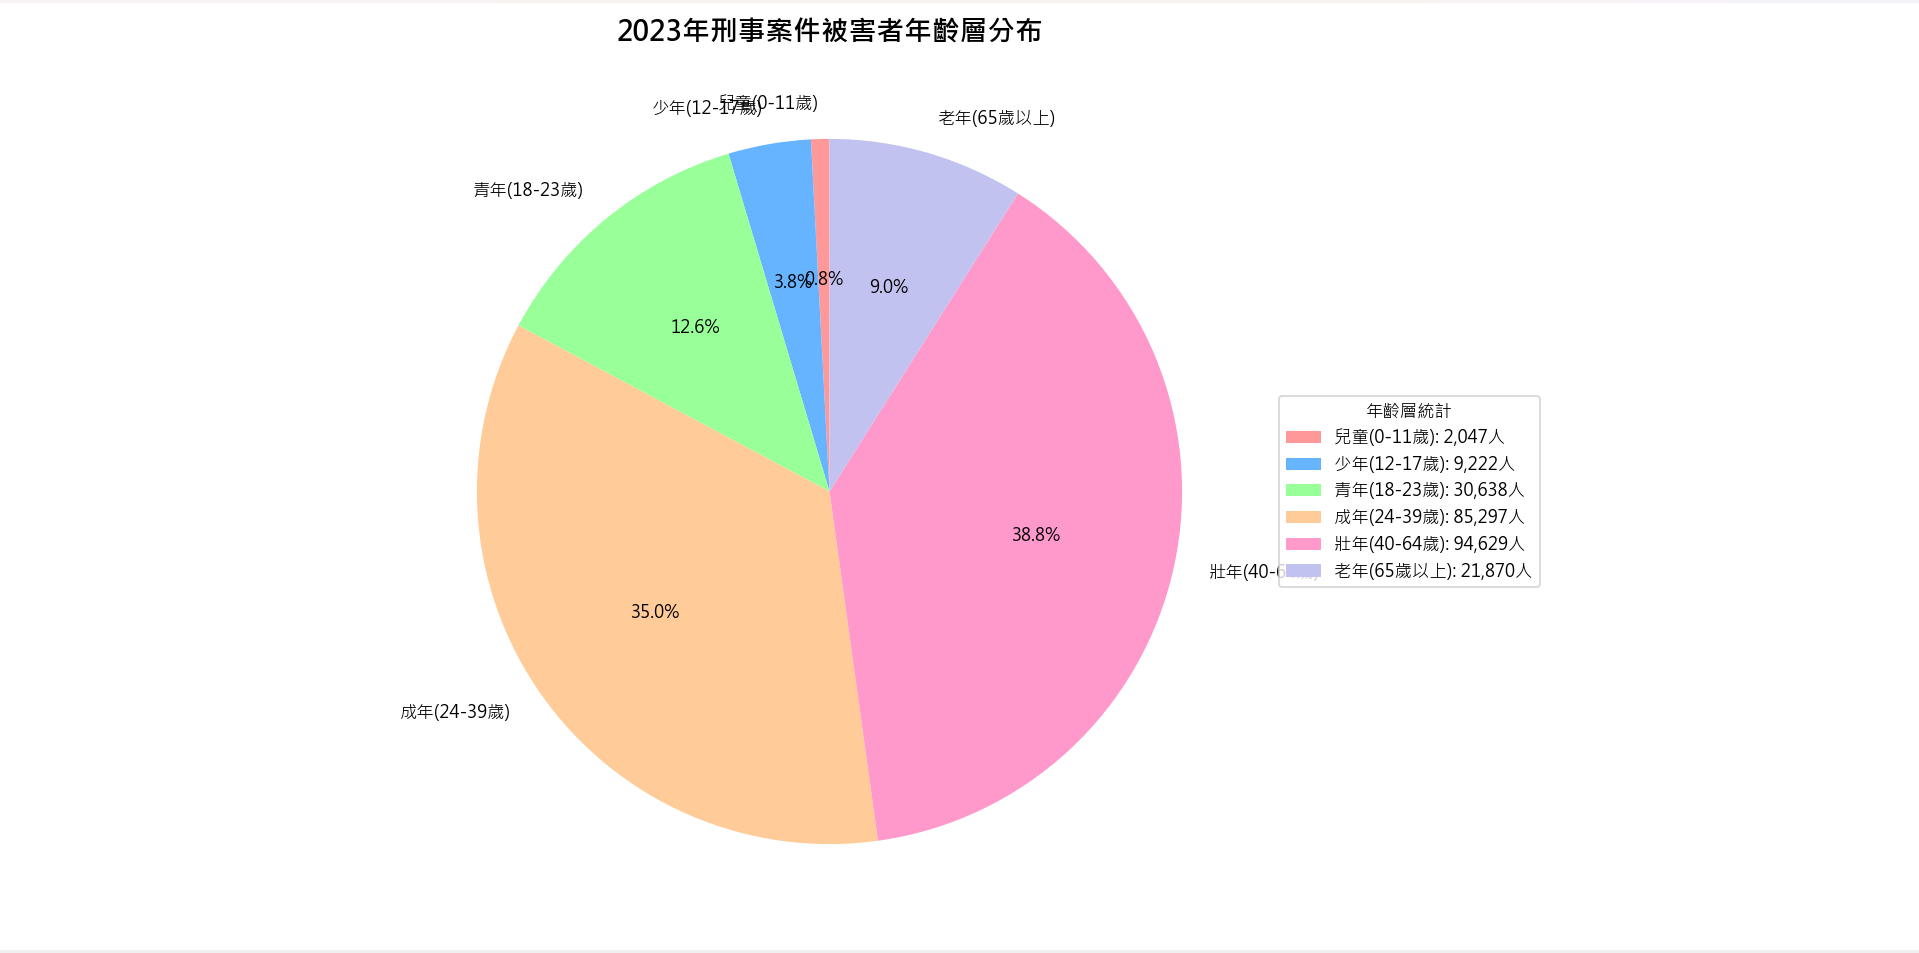 2023年刑事案件被害者年齡層分布
兒童(0-11歲)
少年(12-17歲)
老年(65歲以上)
青年(18-23歲)
3.8%
0.8%
9.0%
12.6%
年齡層統計
兒童(0-11歲): 2,047人
少年(12-17歲): 9,222人
青年(18-23歲): 30,638人
成年(24-39歲): 85,297人
壯年(40-64歲): 94,629人
老年(65歲以上): 21,870人
38.8%
壯年(40-64歲)
35.0%
成年(24-39歲)